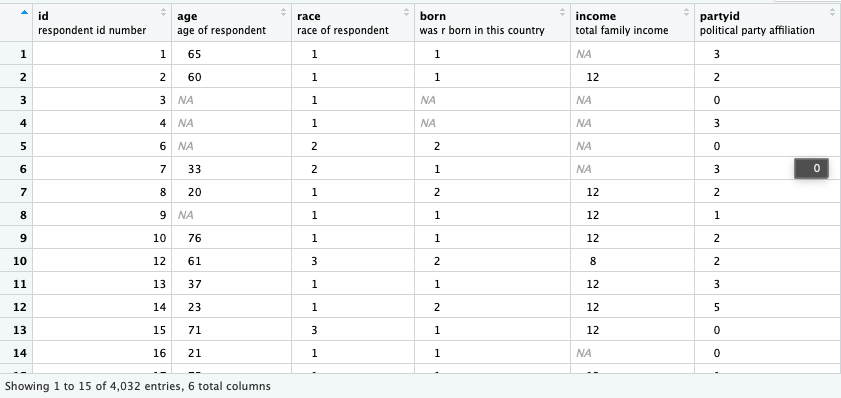 id age race born income partyid
respondent id number age of respondent race of respondent was r born in this country total family income political party affiliation
1 1 65 1 1 NA 3
2 2 60 1 1 12 2
3 3 NA 1 NA NA 0
4 4 NA 1 NA NA 3
5 6 NA 2 2 NA 0
6 7 33 2 1 NA 3 0
7 8 20 1 2 12 2
8 9 NA 1 1 12 1
9 10 76 1 1 12 2
10 12 61 3 2 8 2
11 13 37 1 1 12 3
12 14 23 1 2 12 5
13 15 71 3 1 12 0
14 16 21 1 1 NA 0
Showing 1 to 15 of 4,032 entries, 6 total columns